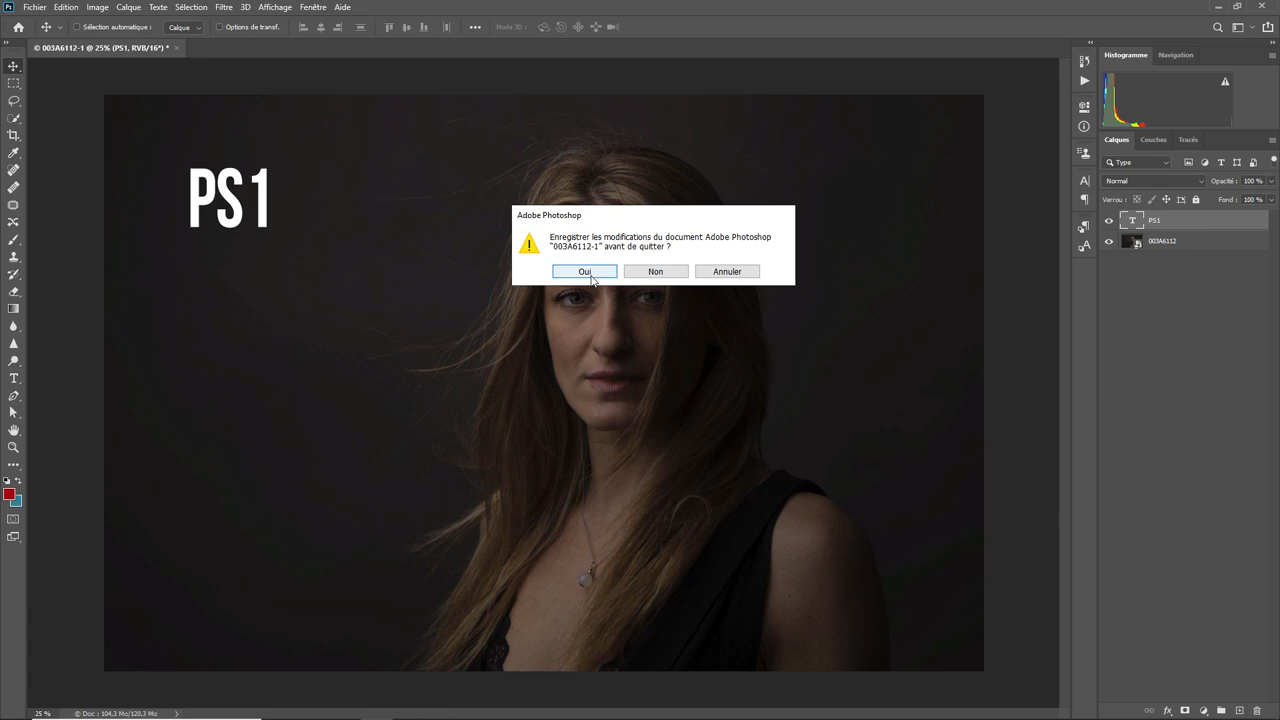 Ps Fichier Edition Image Calque Texte Sélection Filtre 3D Affichage Fenêtre Aide
Sélection automatique : Calque Options de transf. Mode 3D :
© 003A6112-1 @ 25% (PS1, RVB/16*) * ×
PS1
Adobe Photoshop
Enregistrer les modifications du document Adobe Photoshop
"003A6112-1" avant de quitter ?
Oui Non Annuler
Histogramme Navigation
Calques Couches Tracés
Type
Normal Opacité : 100 %
Verrou : Fond : 100 %
T PS1
003A6112
25 % © Doc : 104,3 Mo/120,3 Mo